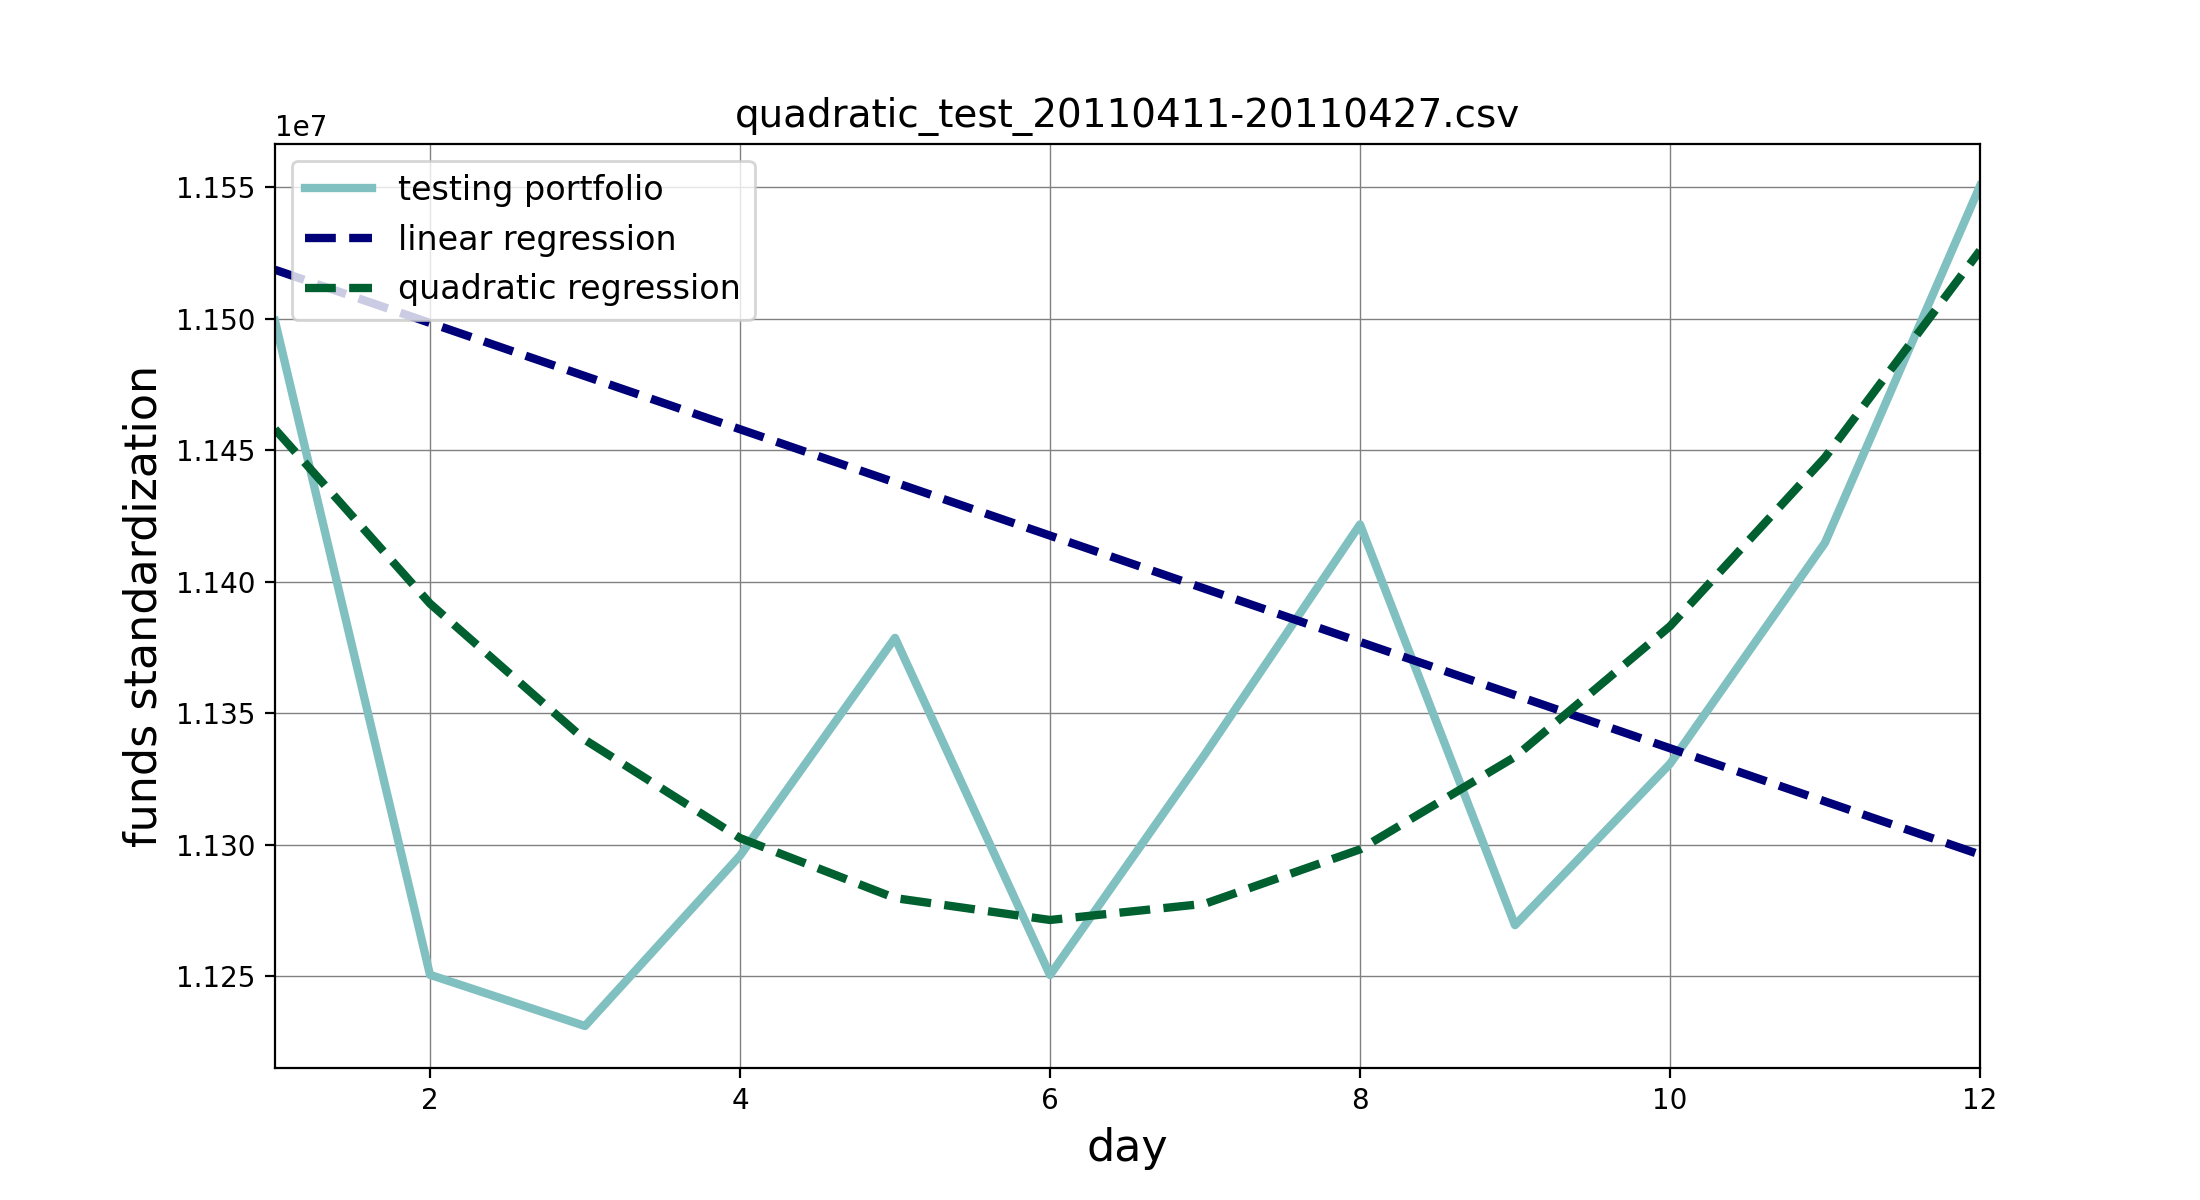 quadratic_test_20110411-20110427.csv
1e7
testing portfolio
linear regression
quadratic regression
1.155
1.150
1.145
1.140
1.135
1.130
1.125
funds standardization
2
4
6
8
10
12
day